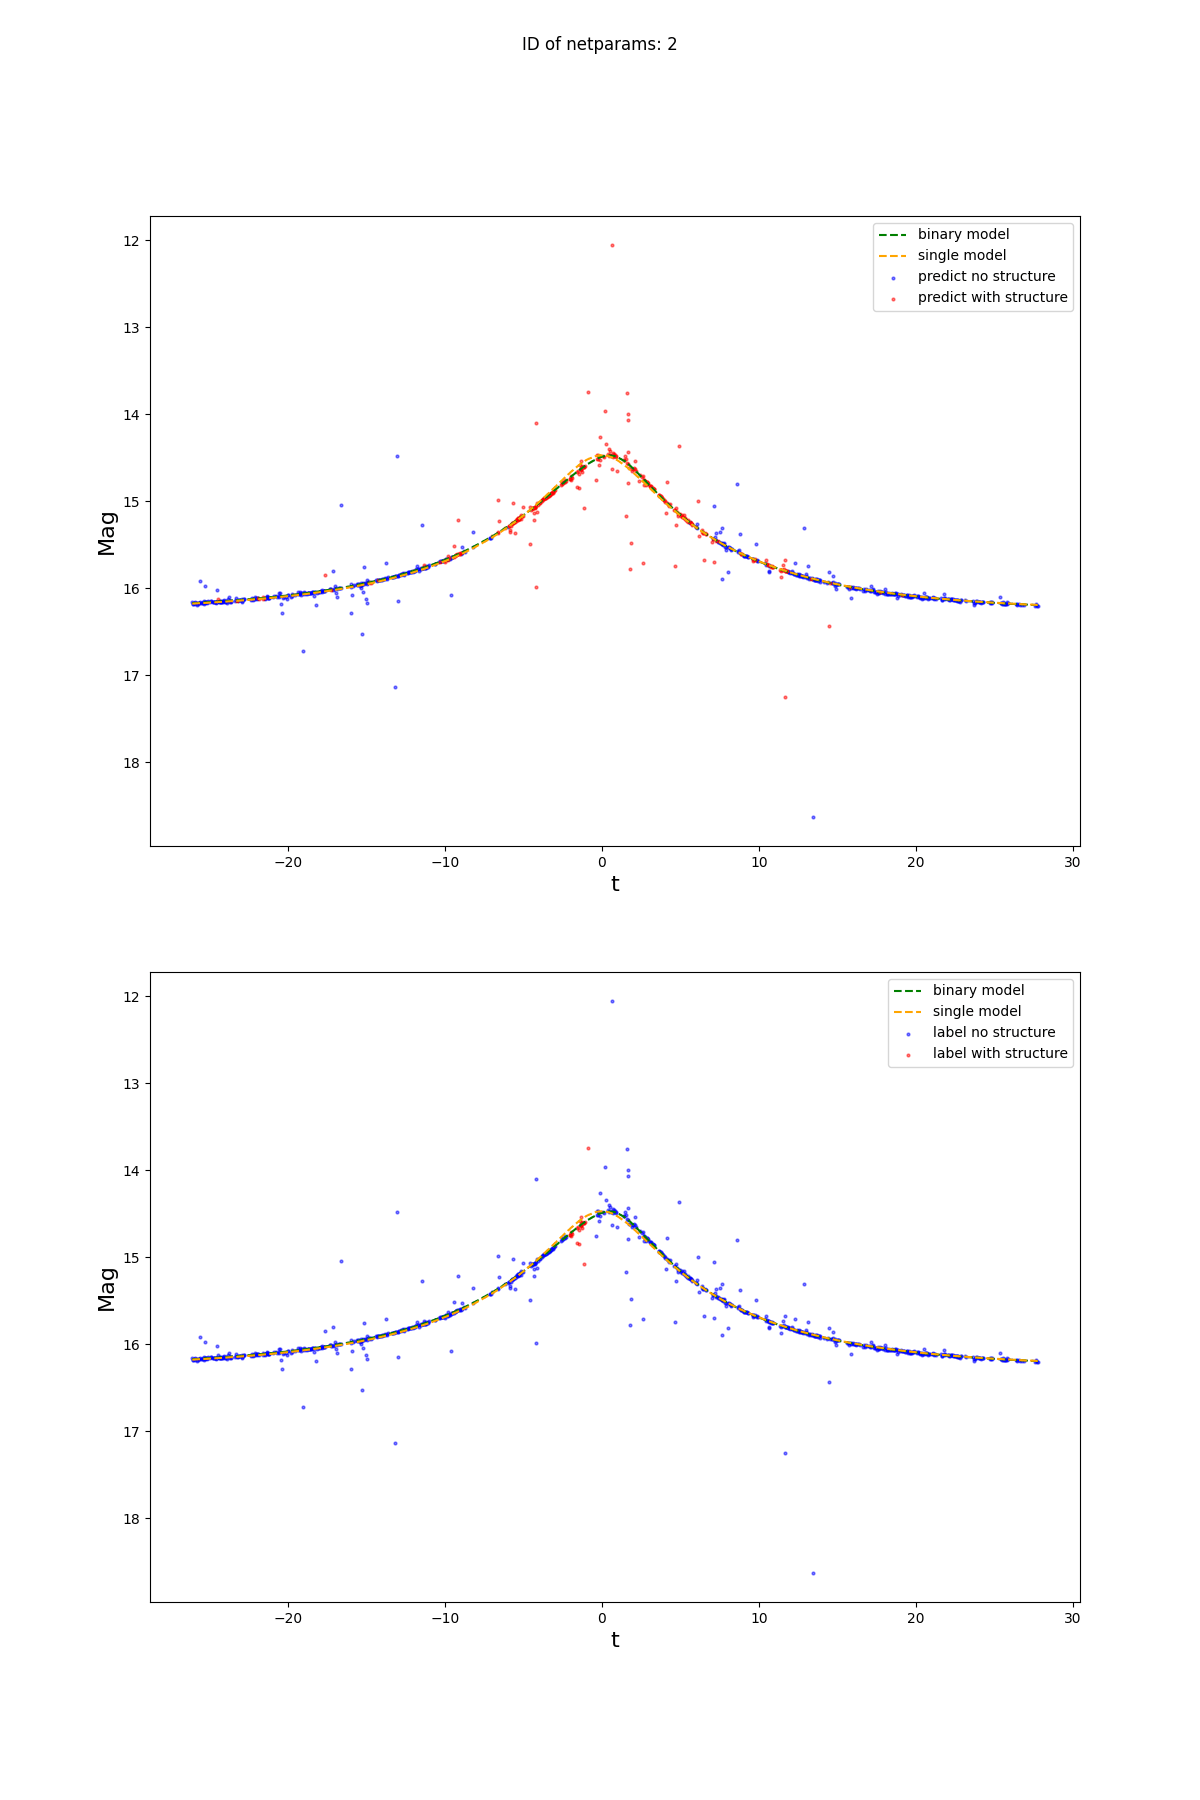 ID of netparams: 2
12
13
14
15
16
17
18
Mag
−20
−10
0
10
20
30
t
binary model
single model
predict no structure
predict with structure
12
13
14
15
16
17
18
Mag
−20
−10
0
10
20
30
t
binary model
single model
label no structure
label with structure